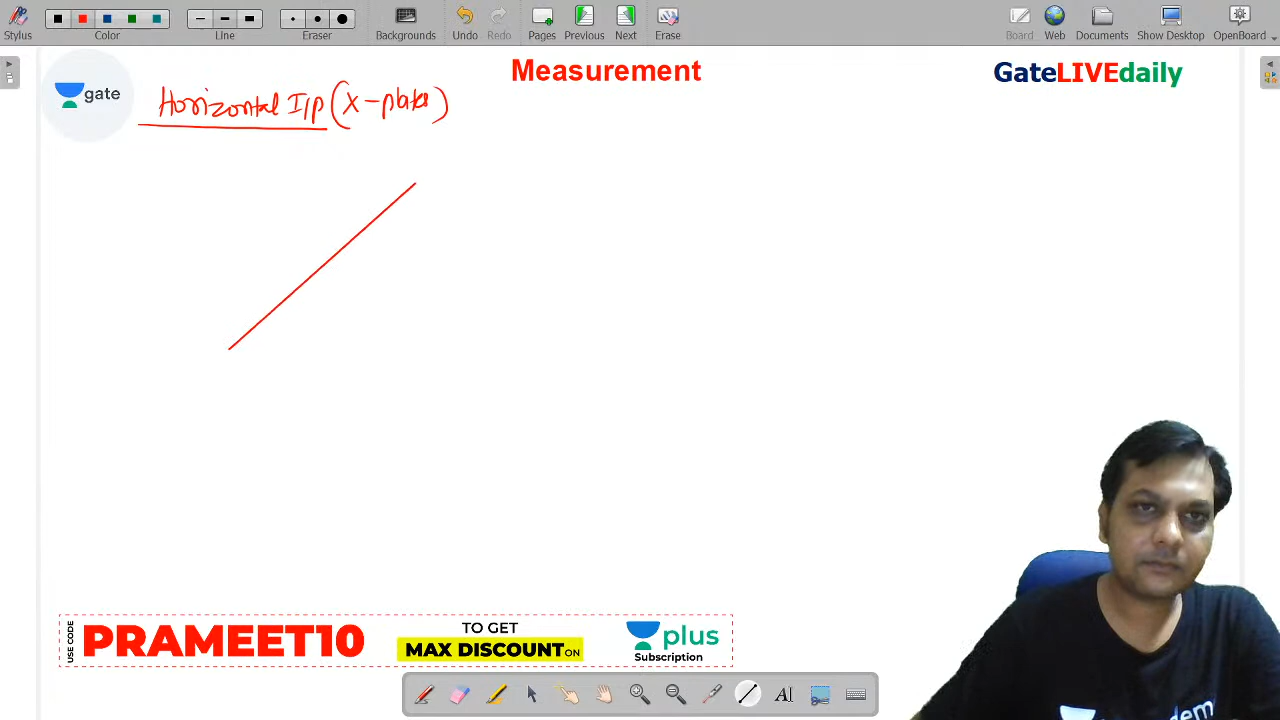 Stylus
Color
Line
Eraser
Backgrounds
Undo
Redo
Pages
Previous
Next
Erase
Board
Web
Documents
Show Desktop
OpenBoard
gate
Horizontal I/p (X-plate)
Measurement
GateLIVEdaily
USE CODE
PRAMEET10
TO GET
MAX DISCOUNT ON
plus
Subscription
AI